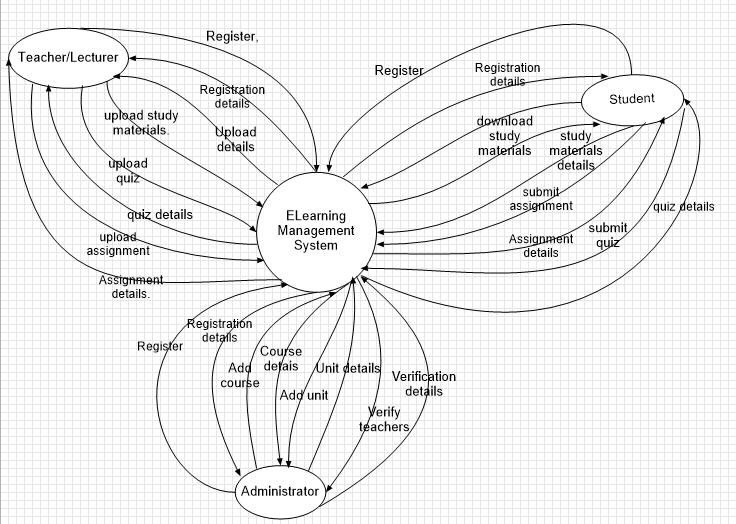 Teacher/Lecturer
Register,
Registration
details
upload study
materials.
Upload
details
upload
quiz
quiz details
upload
assignment
Assignment
details.
Register
Registration
details
Student
download
study
materials
study
materials
details
submit
assignment
Assignment
details
submit
quiz
quiz details
ELearning
Management
System
Register
Registration
details
Add
course
Course
detais
Add unit
Unit details
Verify
teachers
Verification
details
Administrator